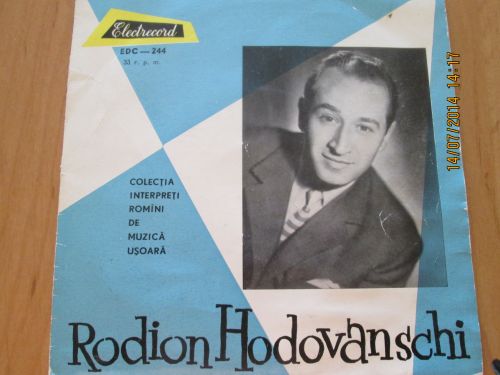 Electrecord
EDC — 244
33 r. p. m.
COLECȚIA
INTERPREȚI
ROMÎNI
DE
MUZICĂ
UȘOARĂ
Rodion Hodovanschi
14/07/2014 14:17